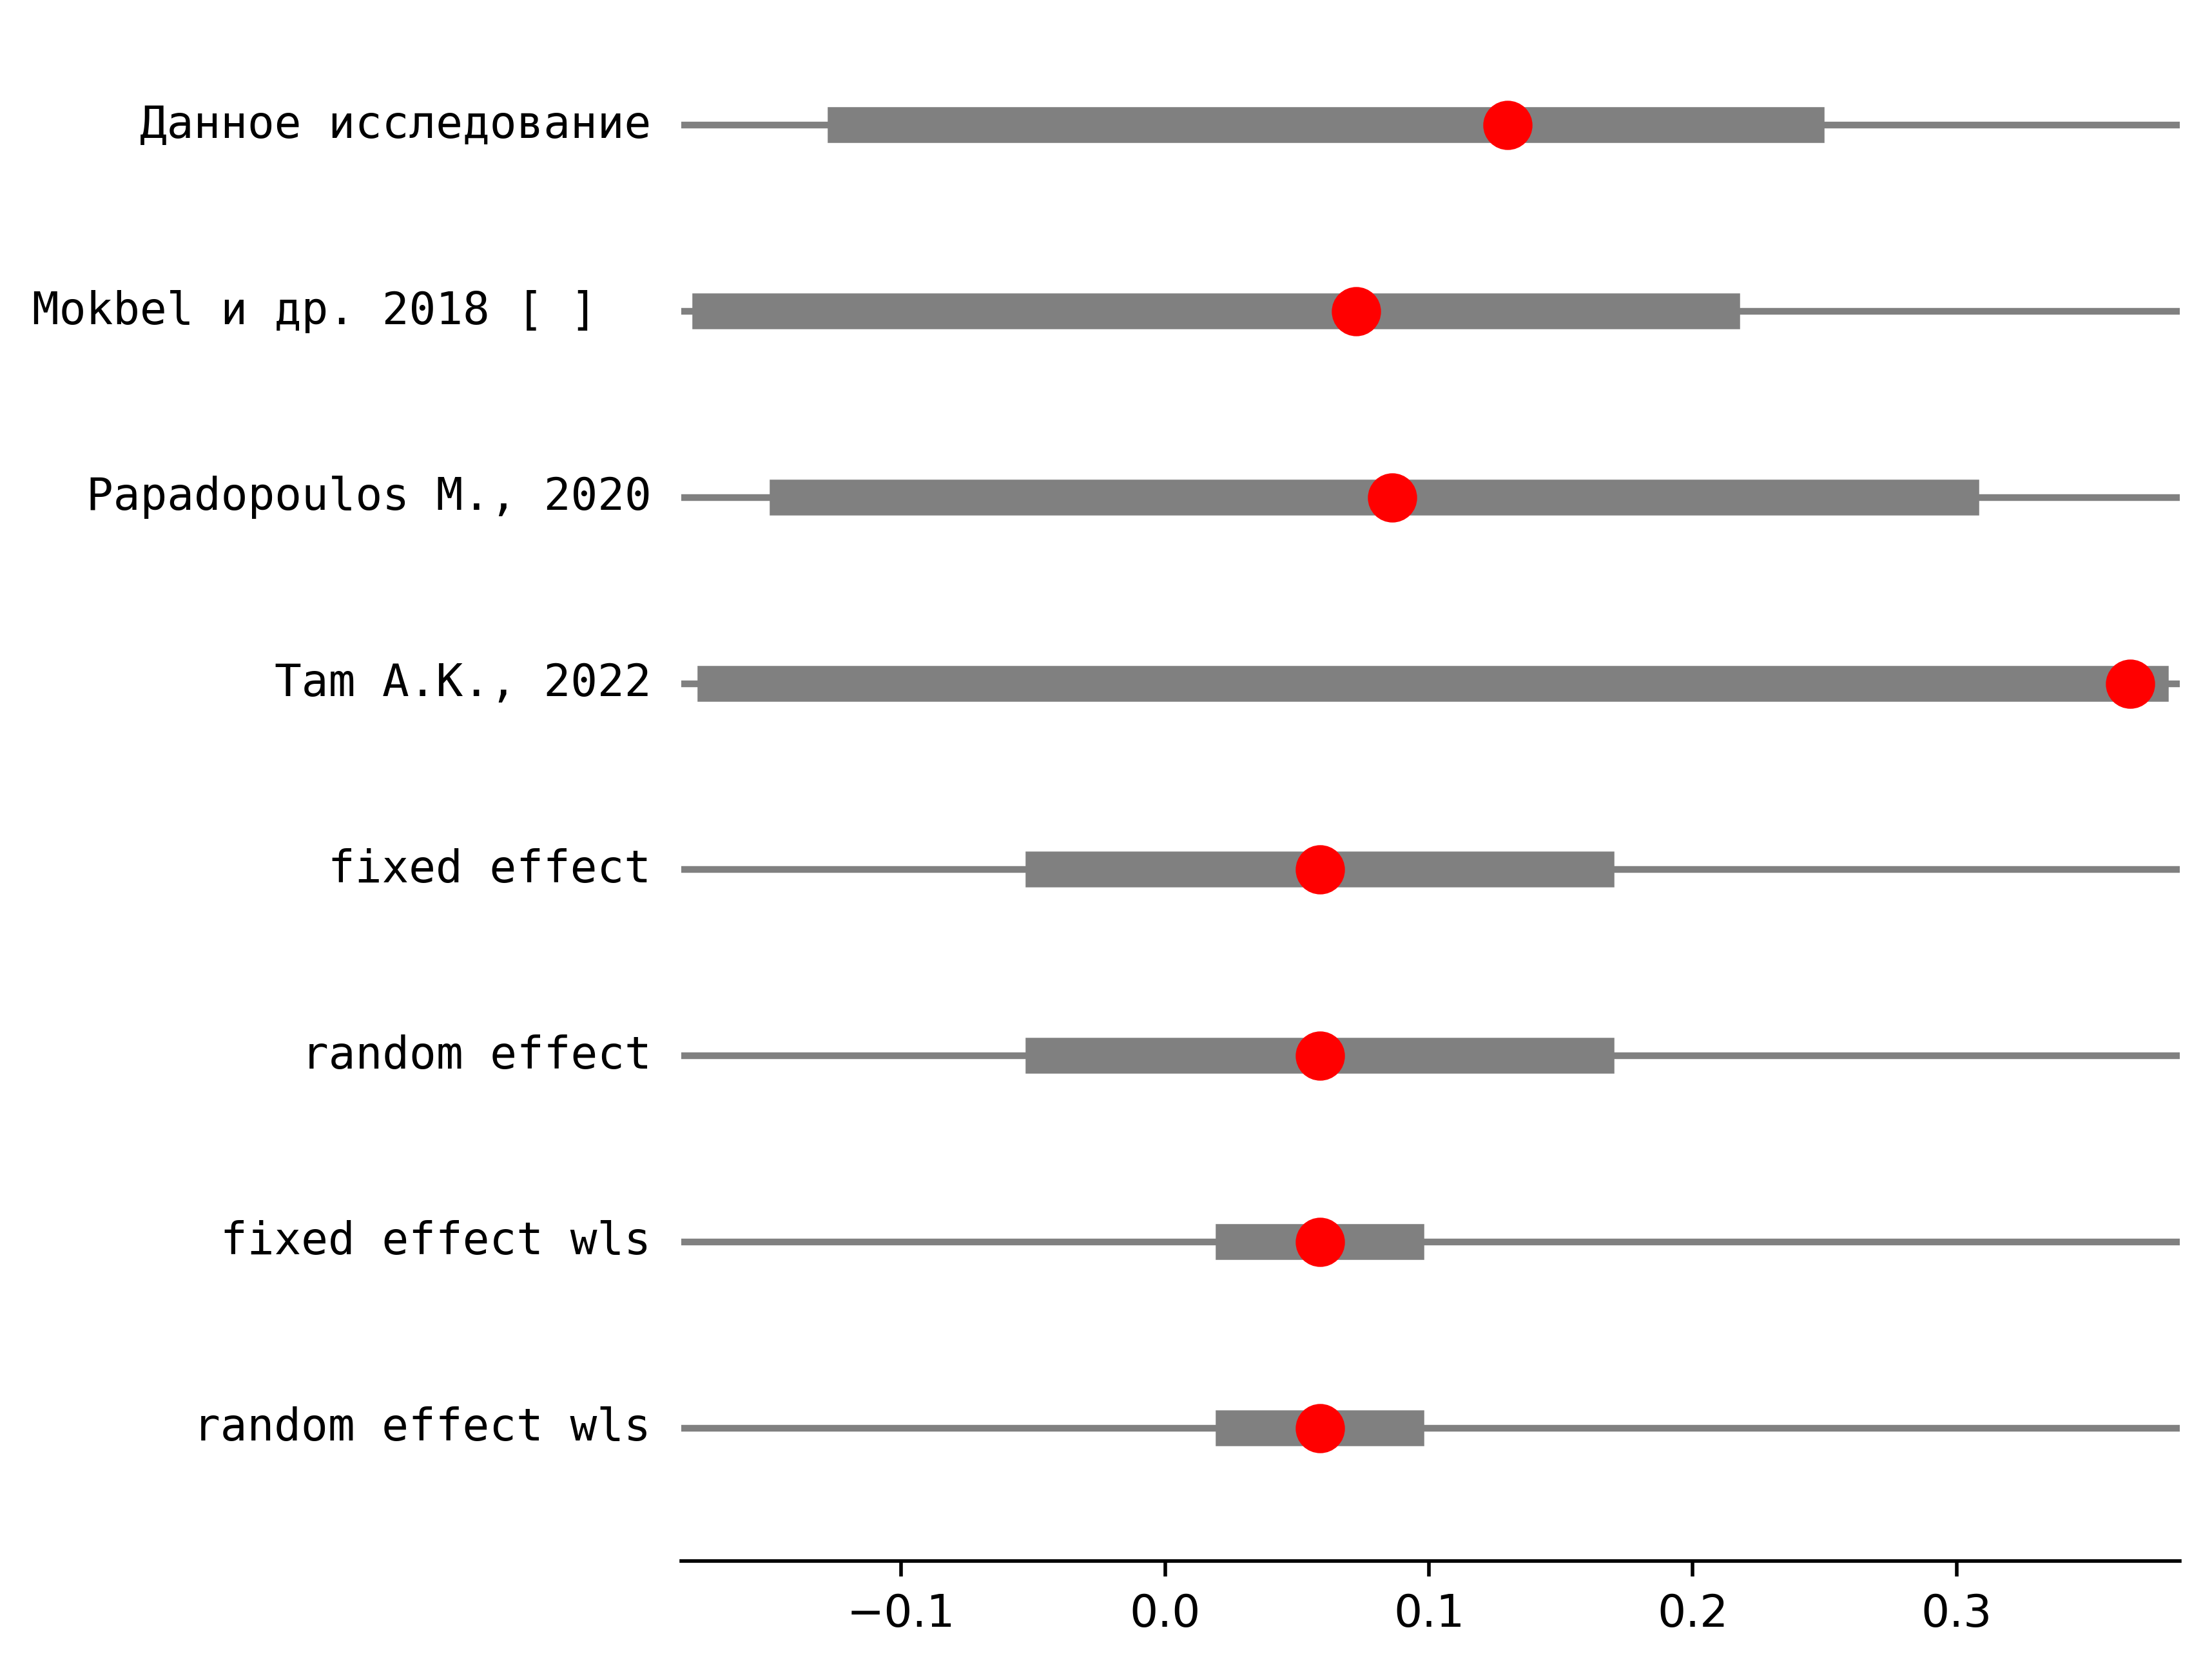 Данное исследование
Mokbel и др. 2018 [ ]
Papadopoulos M., 2020
Tam A.K., 2022
fixed effect
random effect
fixed effect wls
random effect wls
−0.1 0.0 0.1 0.2 0.3